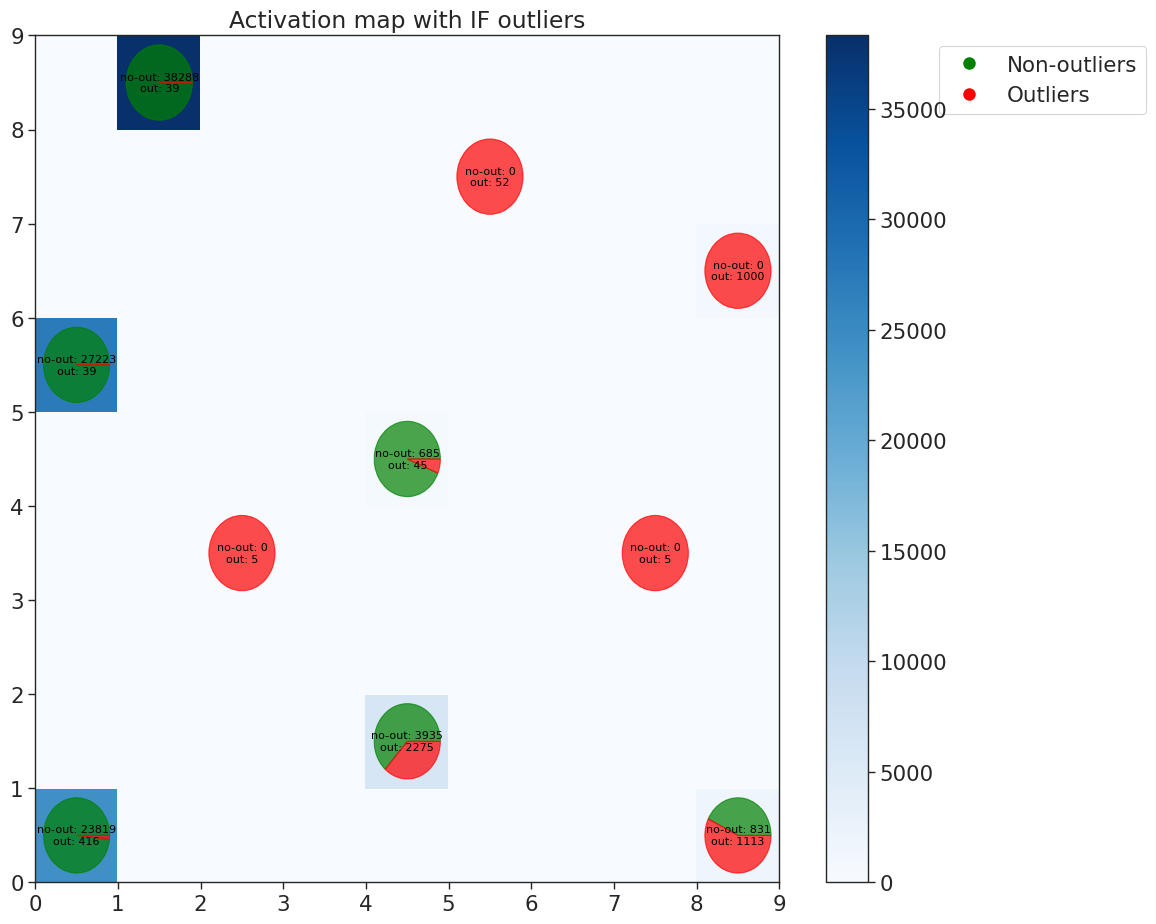 Activation map with IF outliers
9
8
7
6
5
4
3
2
1
0
0
1
2
3
4
5
6
7
8
9
no-out: 38288
out: 39
no-out: 0
out: 52
no-out: 0
out: 1000
no-out: 27223
out: 39
no-out: 685
out: 45
no-out: 0
out: 5
no-out: 0
out: 5
no-out: 3935
out: 2275
no-out: 23819
out: 416
no-out: 831
out: 1113
35000
30000
25000
20000
15000
10000
5000
0
Non-outliers
Outliers